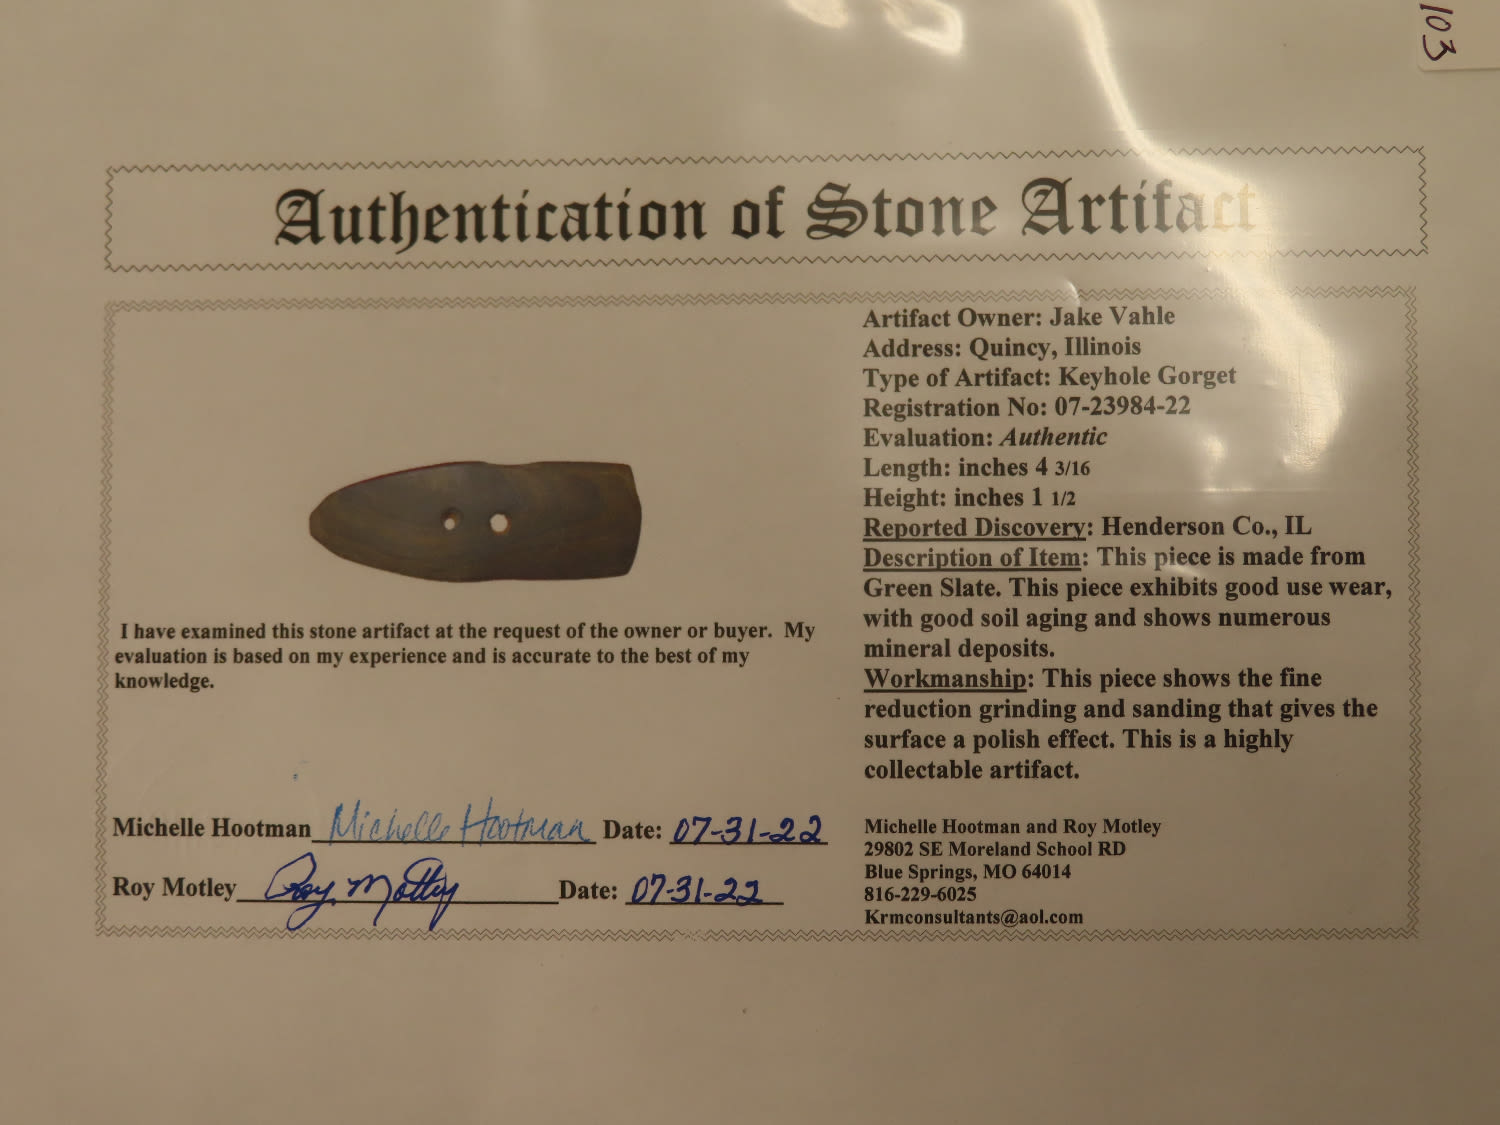 103
Authentication of Stone Artifact
Artifact Owner: Jake Vahle
Address: Quincy, Illinois
Type of Artifact: Keyhole Gorget
Registration No: 07-23984-22
Evaluation: Authentic
Length: inches 4 3/16
Height: inches 1 1/2
Reported Discovery: Henderson Co., IL
Description of Item: This piece is made from
Green Slate. This piece exhibits good use wear,
with good soil aging and shows numerous
mineral deposits.
Workmanship: This piece shows the fine
reduction grinding and sanding that gives the
surface a polish effect. This is a highly
collectable artifact.
I have examined this stone artifact at the request of the owner or buyer. My
evaluation is based on my experience and is accurate to the best of my
knowledge.
Michelle Hootman Michelle Hootman Date: 07-31-22
Roy Motley Roy Motley Date: 07-31-22
Michelle Hootman and Roy Motley
29802 SE Moreland School RD
Blue Springs, MO 64014
816-229-6025
Krmconsultants@aol.com